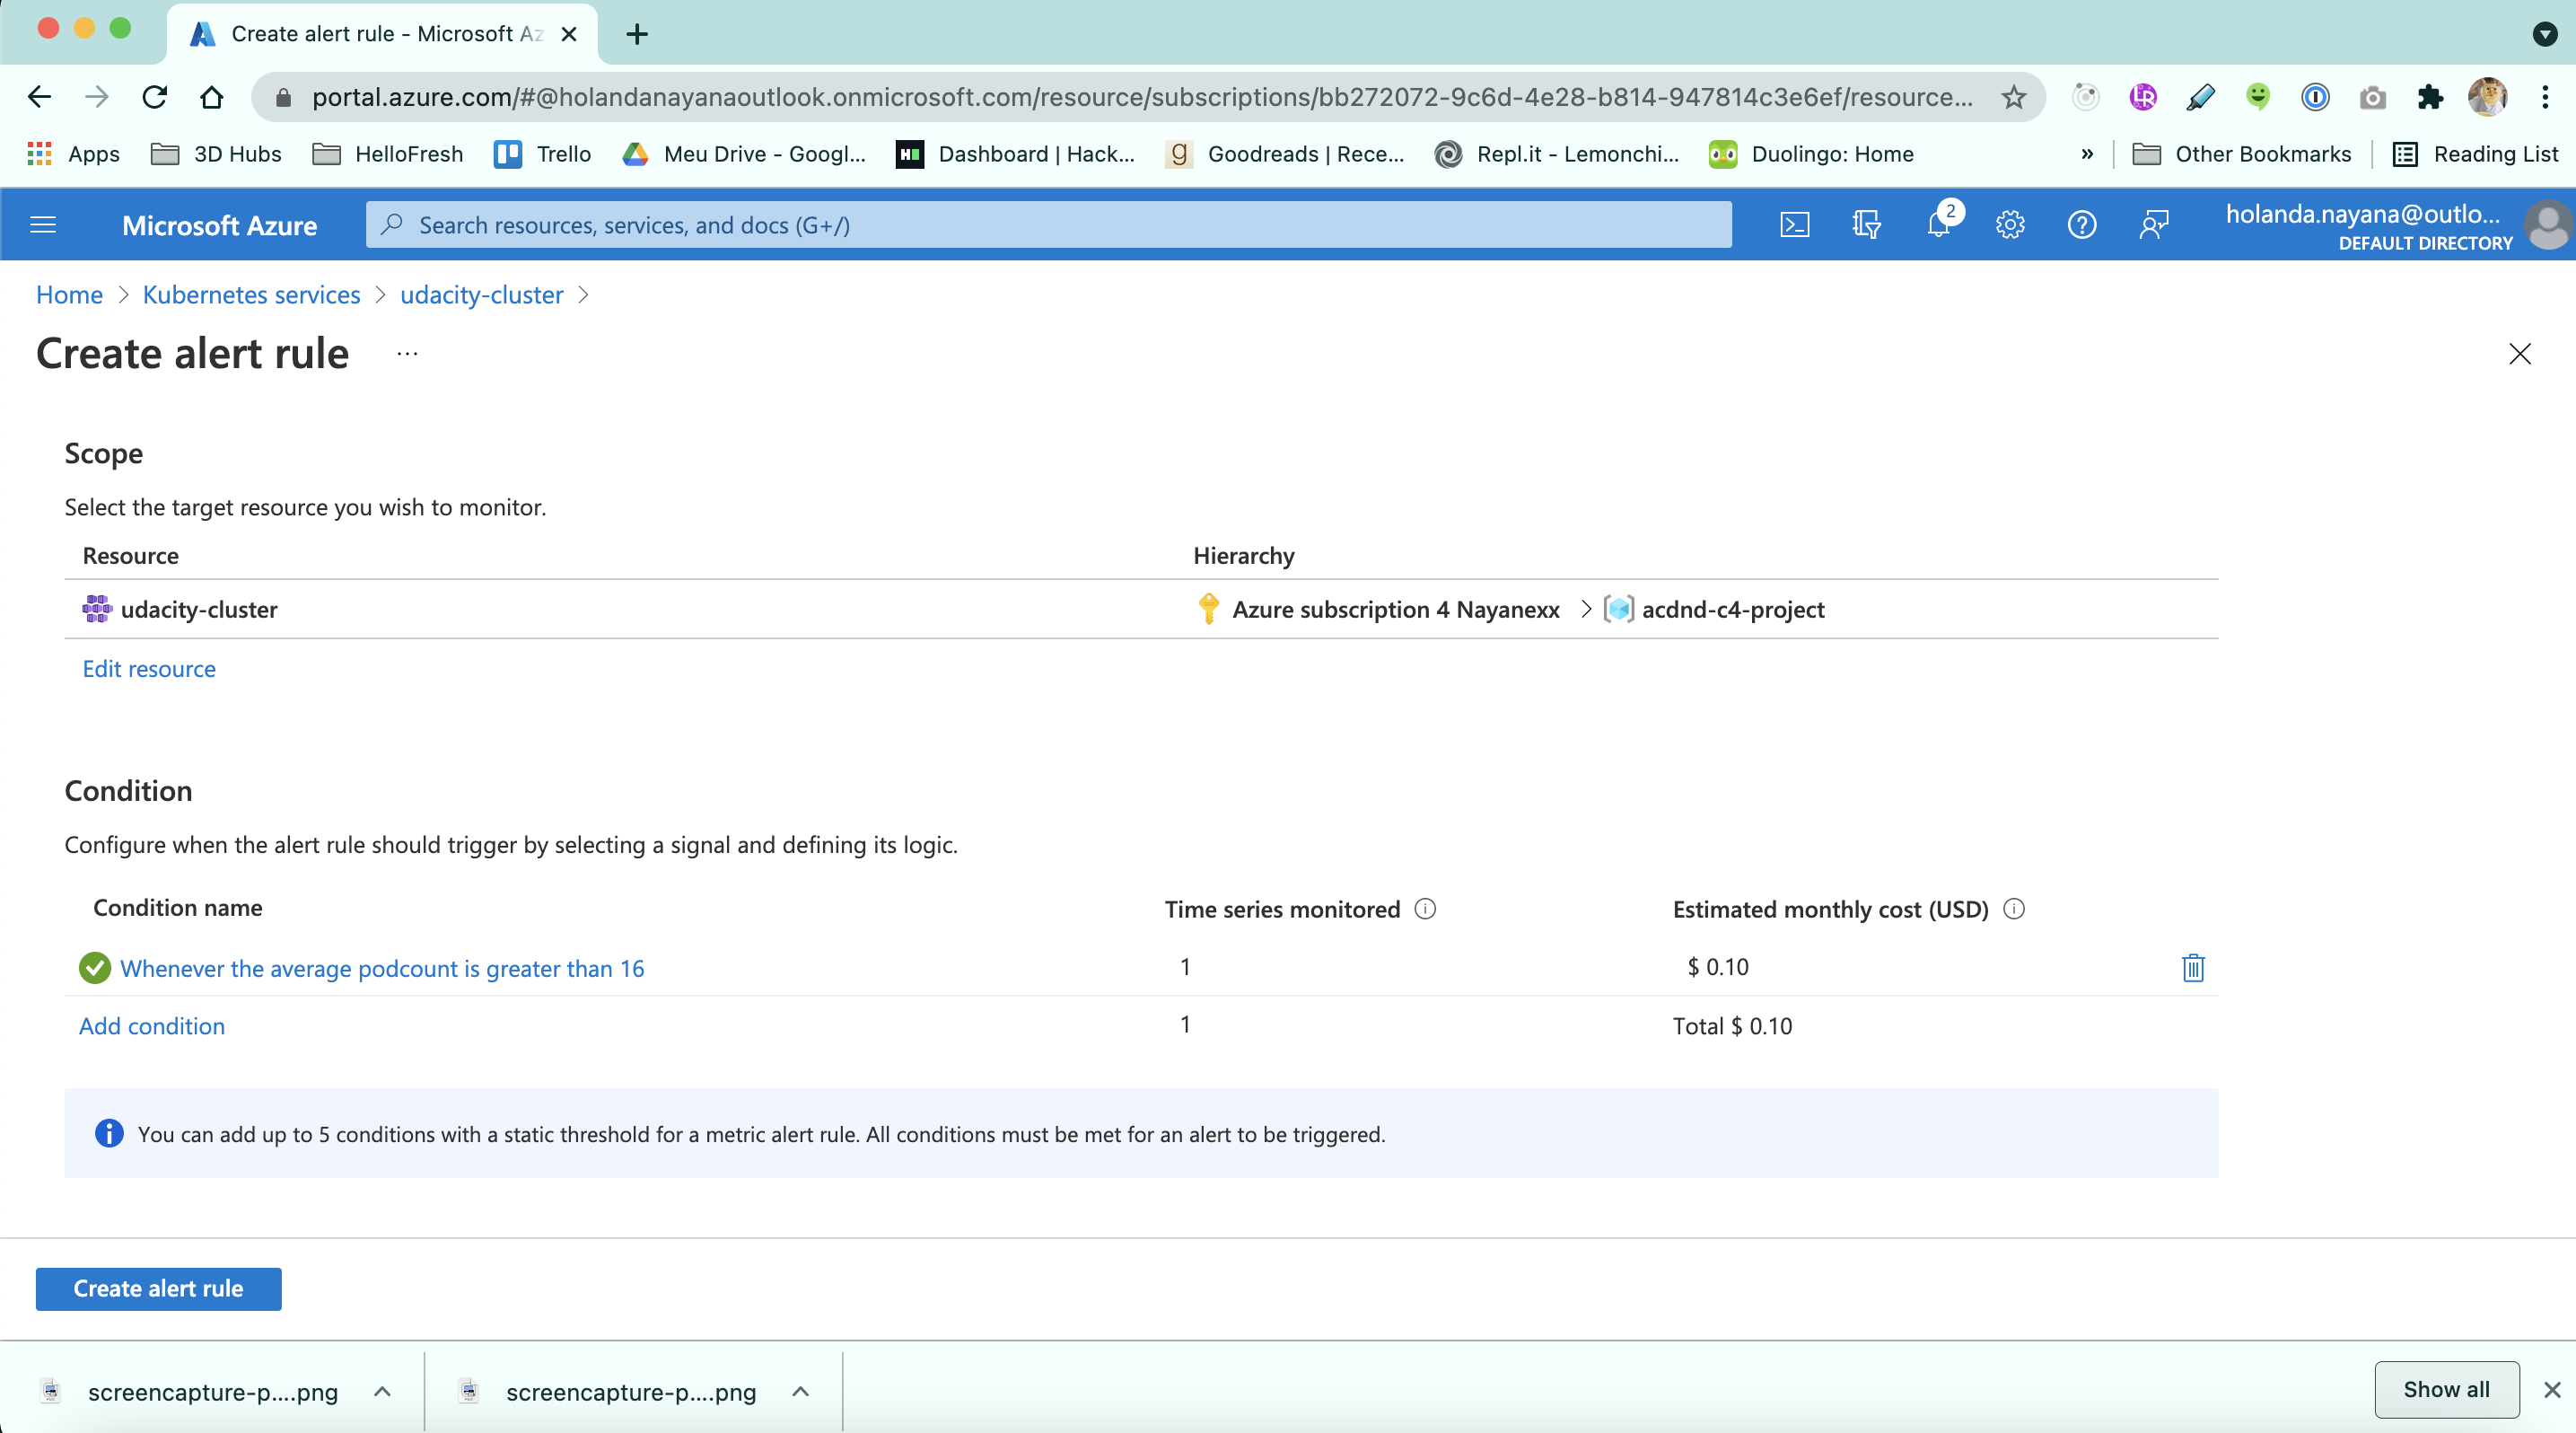 Create alert rule - Microsoft Az
portal.azure.com/#@holandanayanaoutlook.onmicrosoft.com/resource/subscriptions/bb272072-9c6d-4e28-b814-947814c3e6ef/resource...
Apps 3D Hubs HelloFresh Trello Meu Drive - Googl... Dashboard | Hack... Goodreads | Rece... Repl.it - Lemonchi... Duolingo: Home » Other Bookmarks Reading List
Microsoft Azure Search resources, services, and docs (G+/) 2 holanda.nayana@outlo...
DEFAULT DIRECTORY
Home > Kubernetes services > udacity-cluster >
Create alert rule ...
Scope
Select the target resource you wish to monitor.
Resource Hierarchy
udacity-cluster Azure subscription 4 Nayanexx > acdnd-c4-project
Edit resource
Condition
Configure when the alert rule should trigger by selecting a signal and defining its logic.
Condition name Time series monitored Estimated monthly cost (USD)
Whenever the average podcount is greater than 16 1 $ 0.10
Add condition 1 Total $ 0.10
You can add up to 5 conditions with a static threshold for a metric alert rule. All conditions must be met for an alert to be triggered.
Create alert rule
screencapture-p....png screencapture-p....png Show all